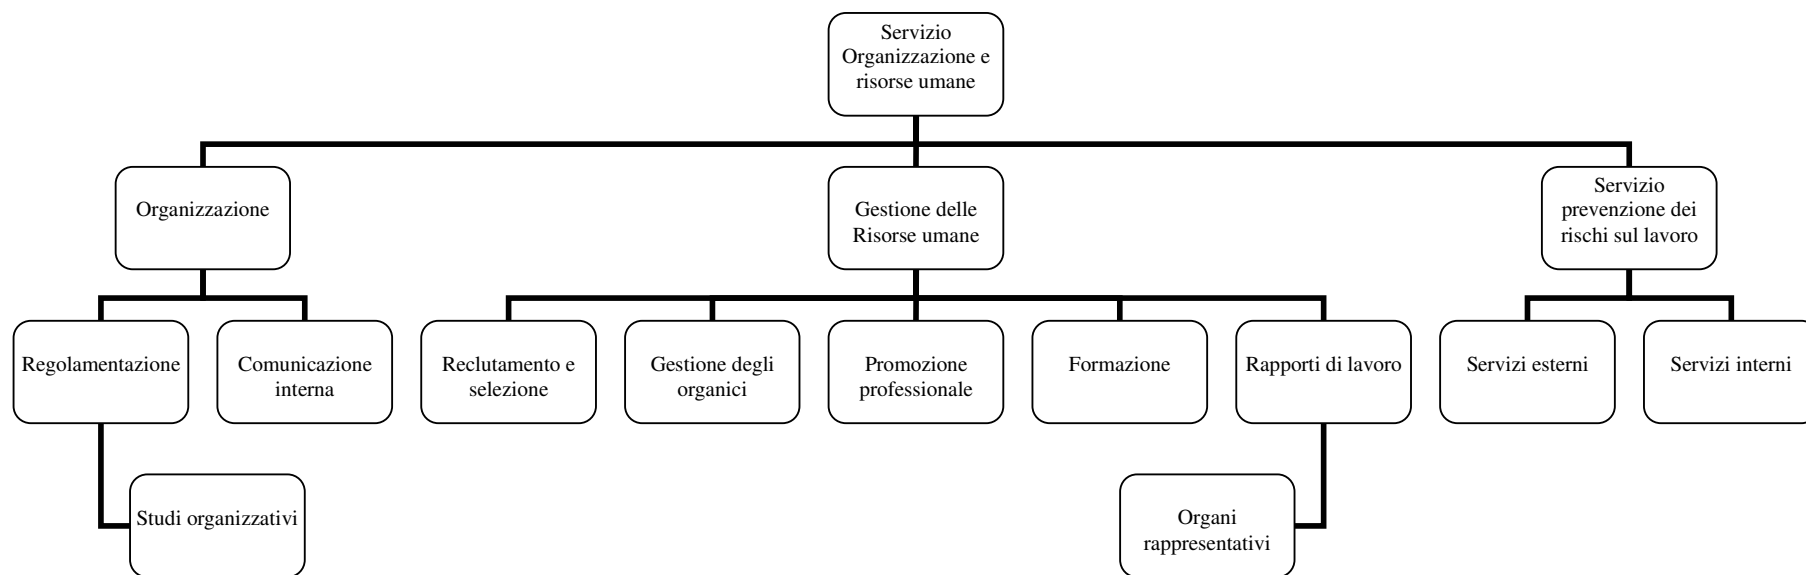 Servizio
Organizzazione e
risorse umane
Organizzazione
Gestione delle
Risorse umane
Servizio
prevenzione dei
rischi sul lavoro
Regolamentazione
Comunicazione
interna
Reclutamento e
selezione
Gestione degli
organici
Promozione
professionale
Formazione
Rapporti di lavoro
Servizi esterni
Servizi interni
Studi organizzativi
Organi
rappresentativi